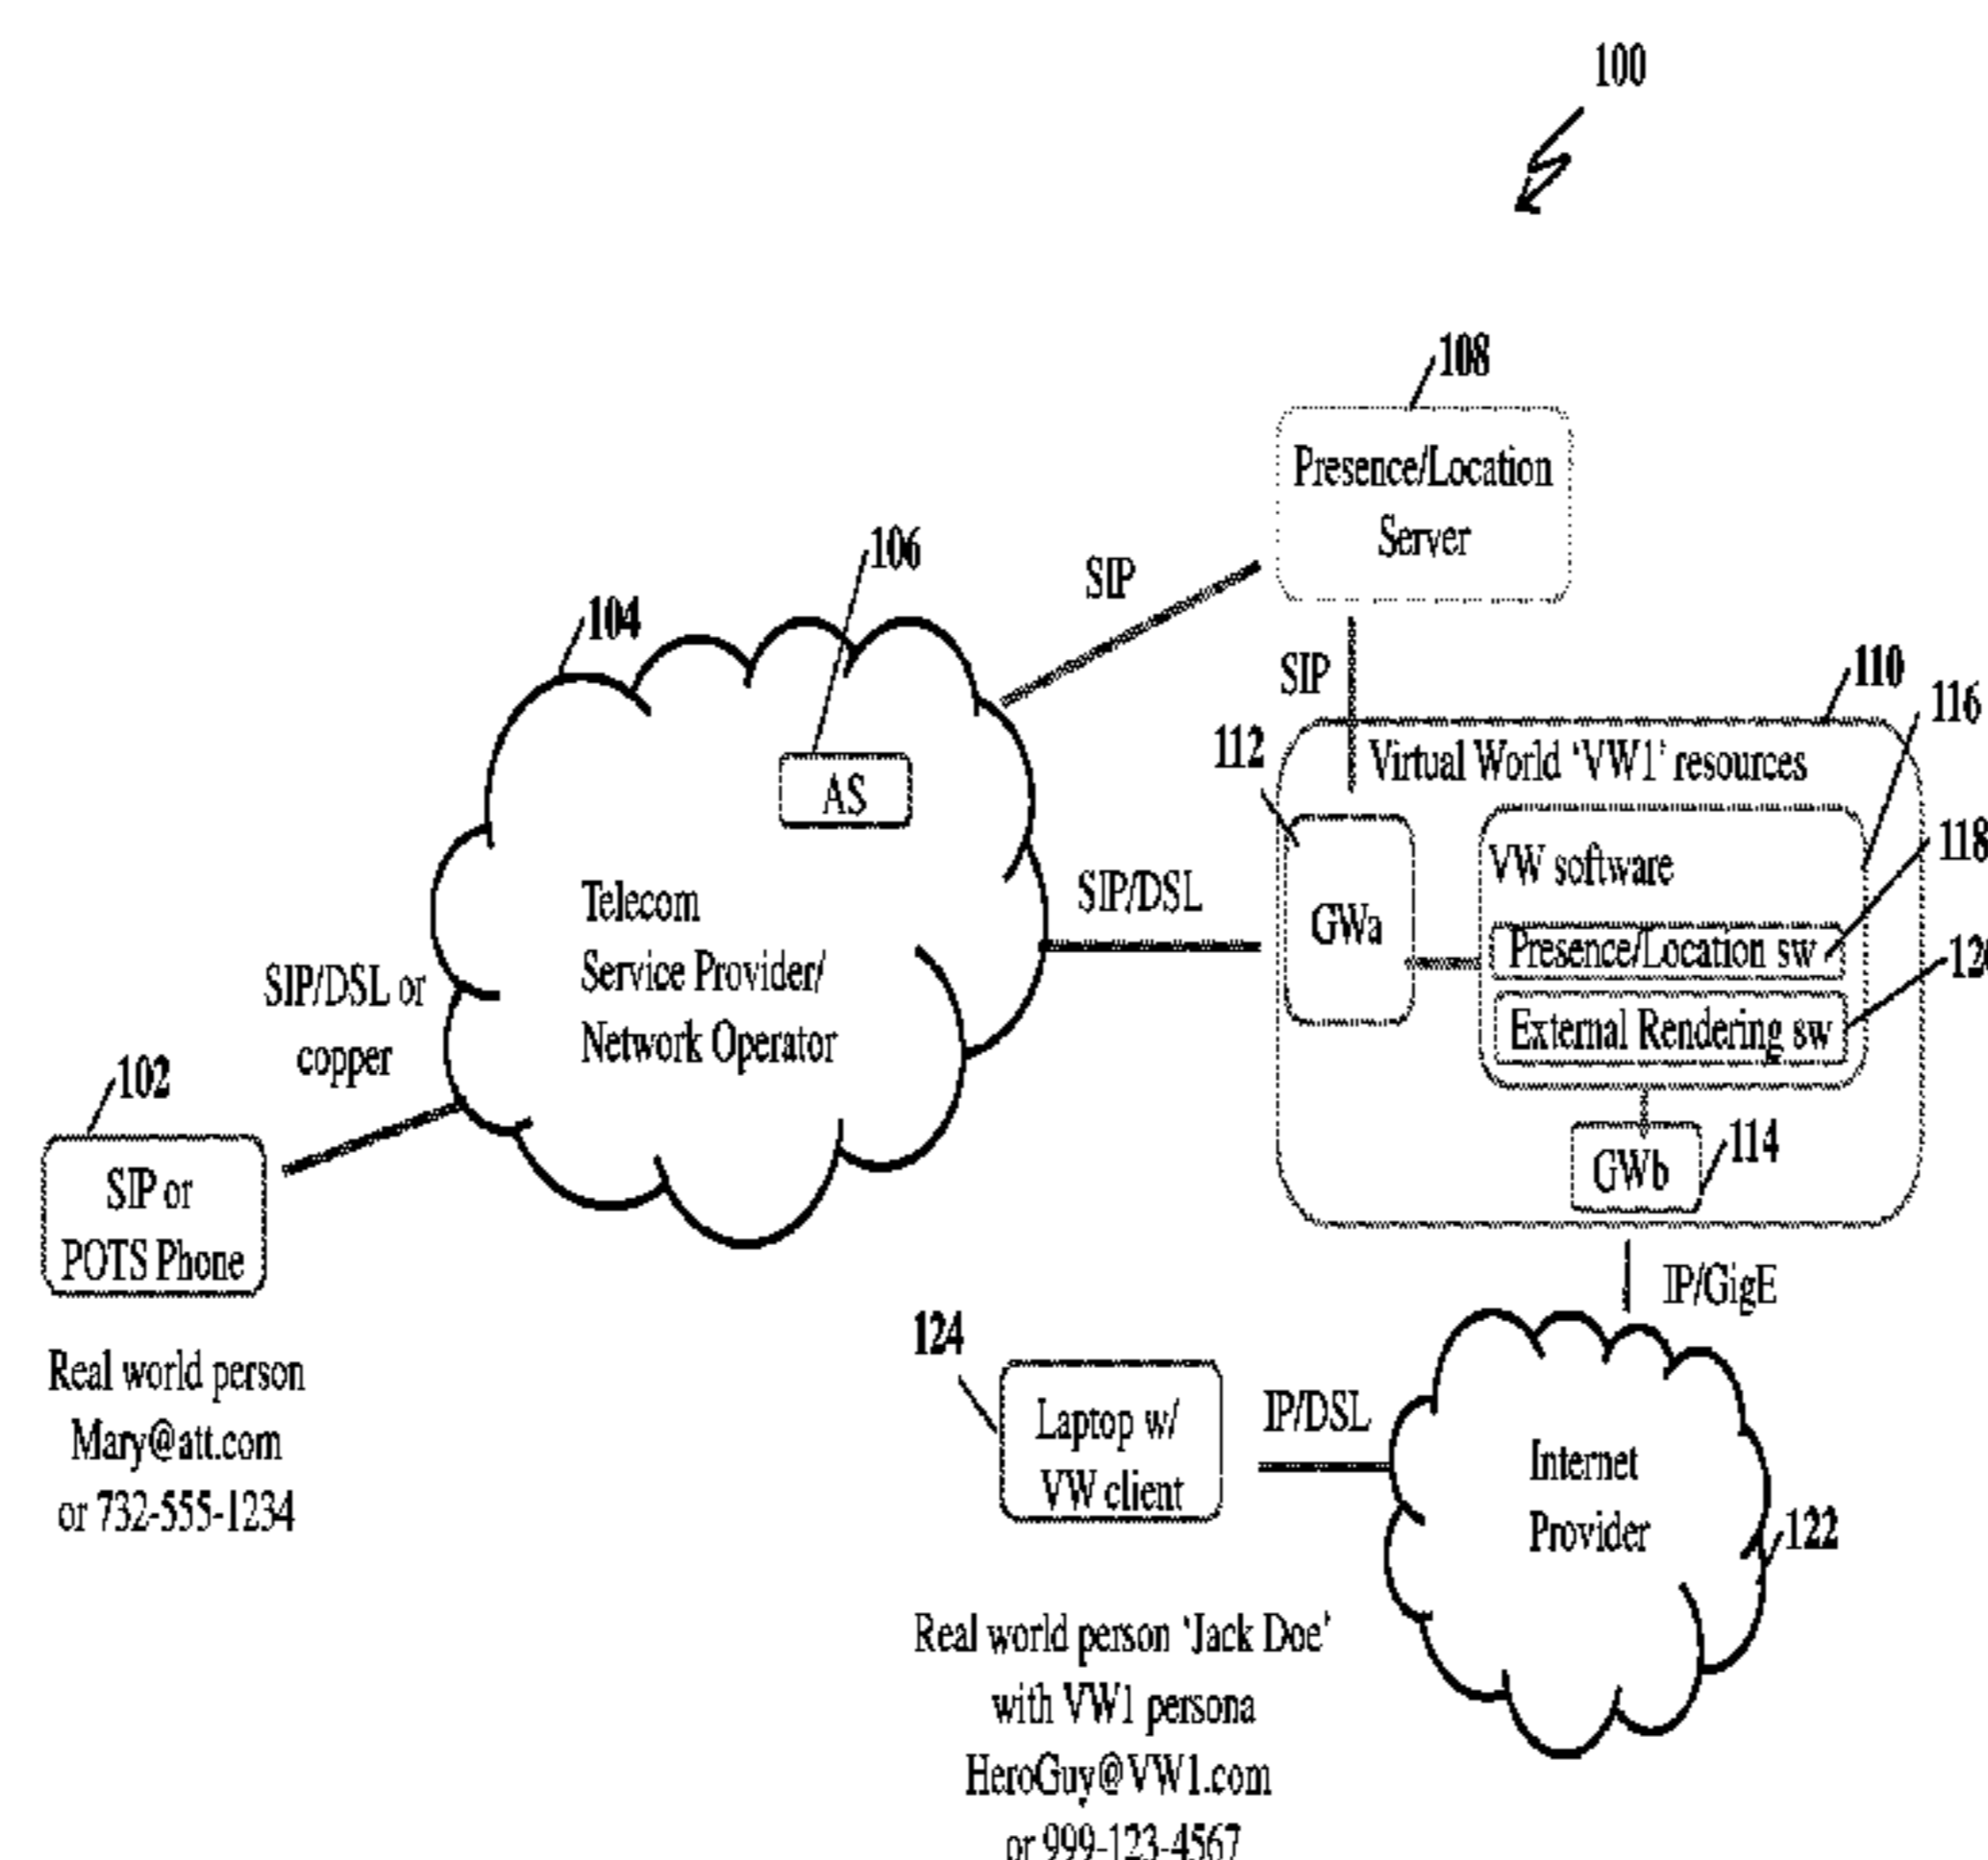 100
108
Presence/Location
Server
106
SIP
104
SIP
110
116
112
Virtual World ‘VW1’ resources
AS
118
VW software
SIP/DSL
Telecom
Service Provider/
Network Operator
GWa
Presence/Location sw
External Rendering sw
SIP/DSL or
copper
102
SIP or
POTS Phone
GWb
114
IP/GigE
Real world person
Mary@att.com
or 732-555-1234
124
Laptop w/
VW client
IP/DSL
Internet
Provider
122
Real world person ‘Jack Doe’
with VW1 persona
HeroGuy@VW1.com
or 999-123-4567